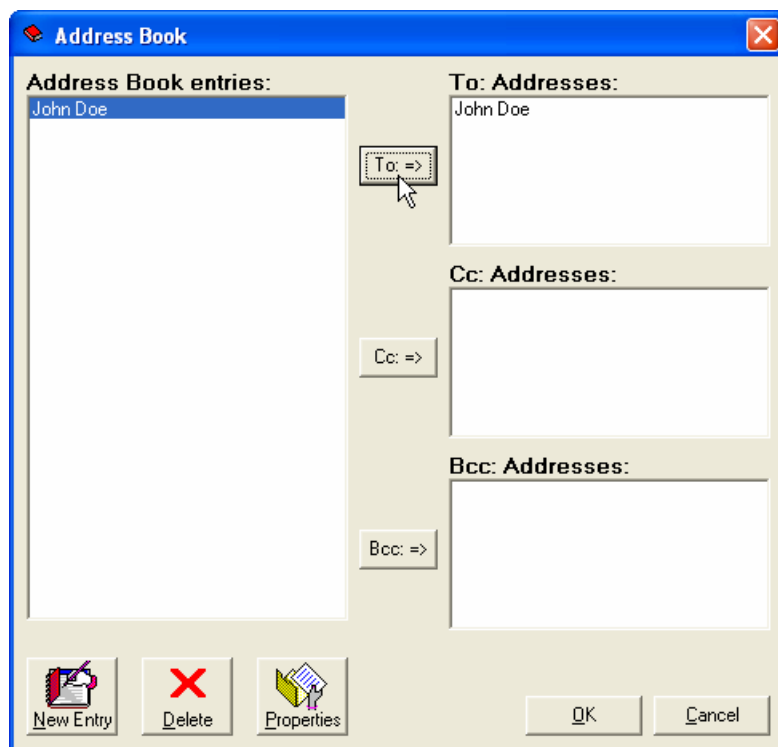 Address Book
Address Book entries:
John Doe
To: =>
To: Addresses:
John Doe
Cc: =>
Cc: Addresses:
Bcc: =>
Bcc: Addresses:
New Entry
Delete
Properties
OK
Cancel